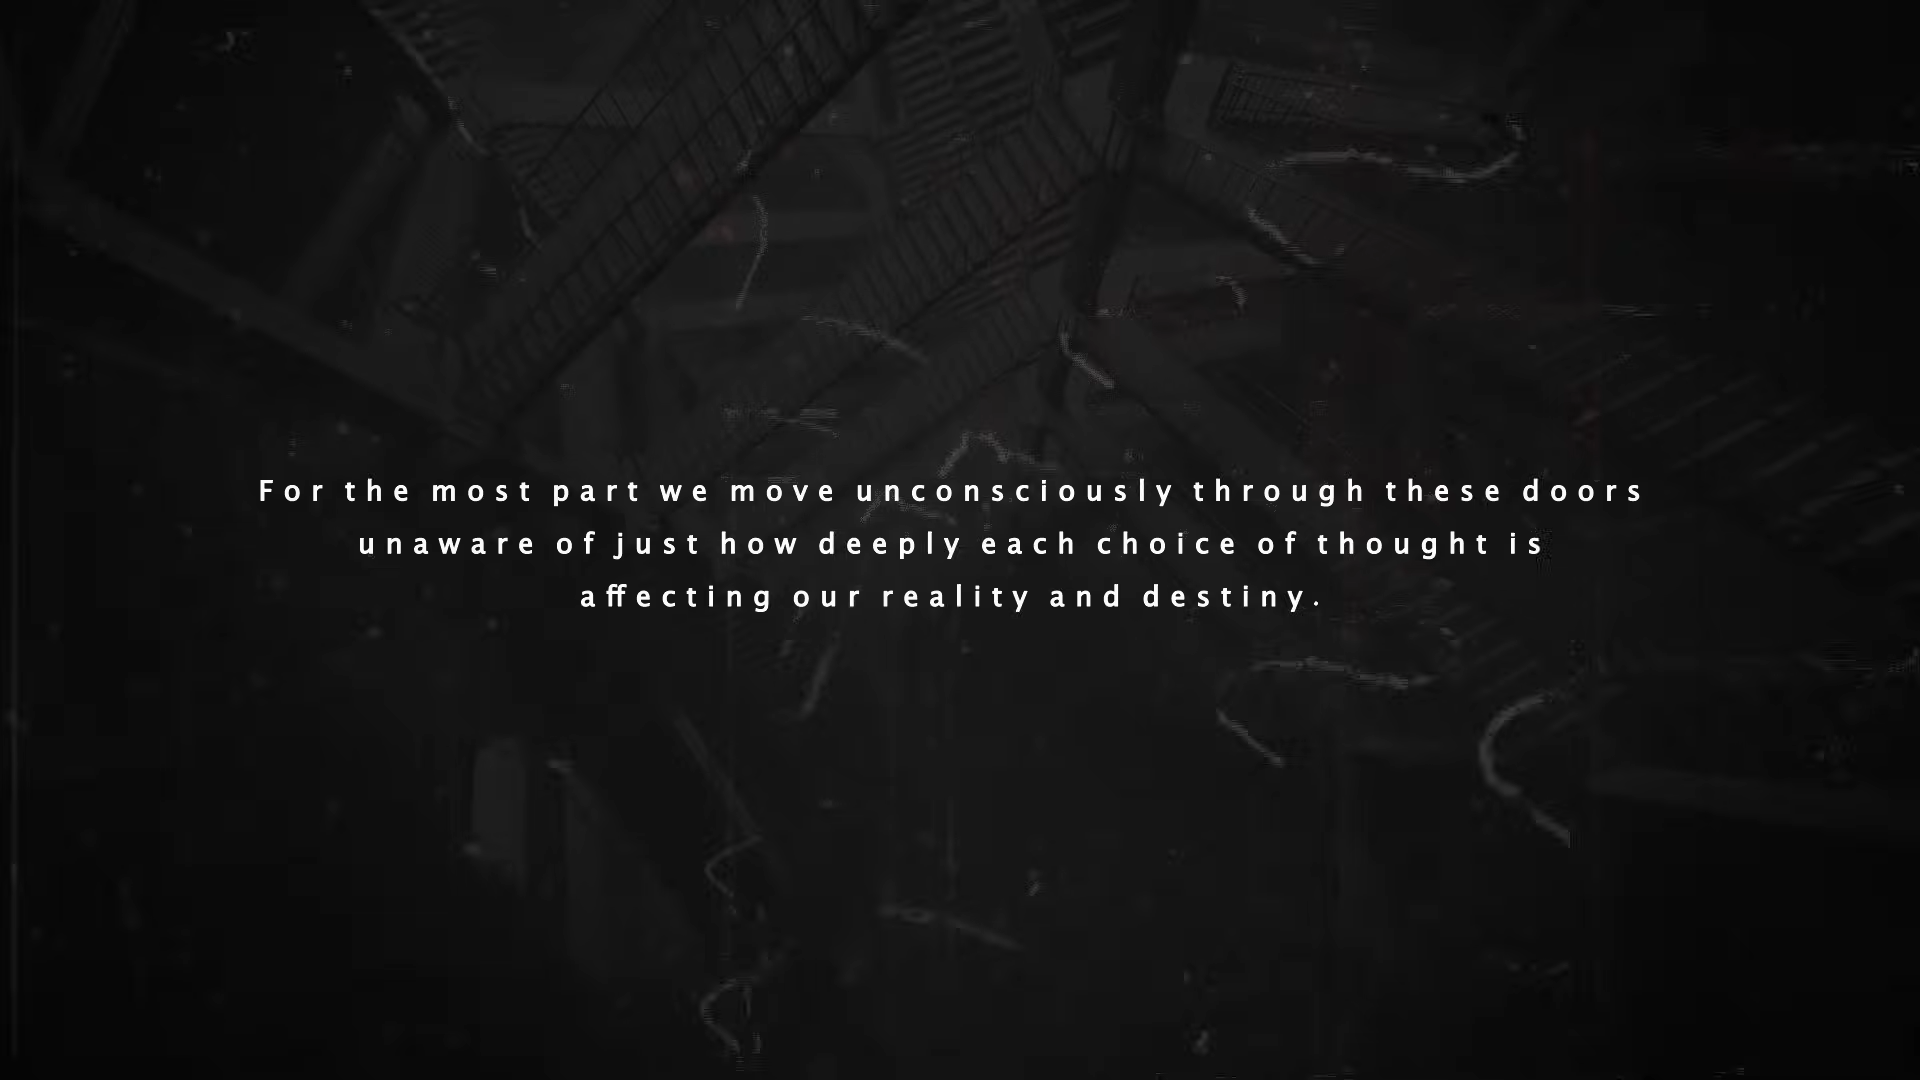 For the most part we move unconsciously through these doors
unaware of just how deeply each choice of thought is
affecting our reality and destiny.